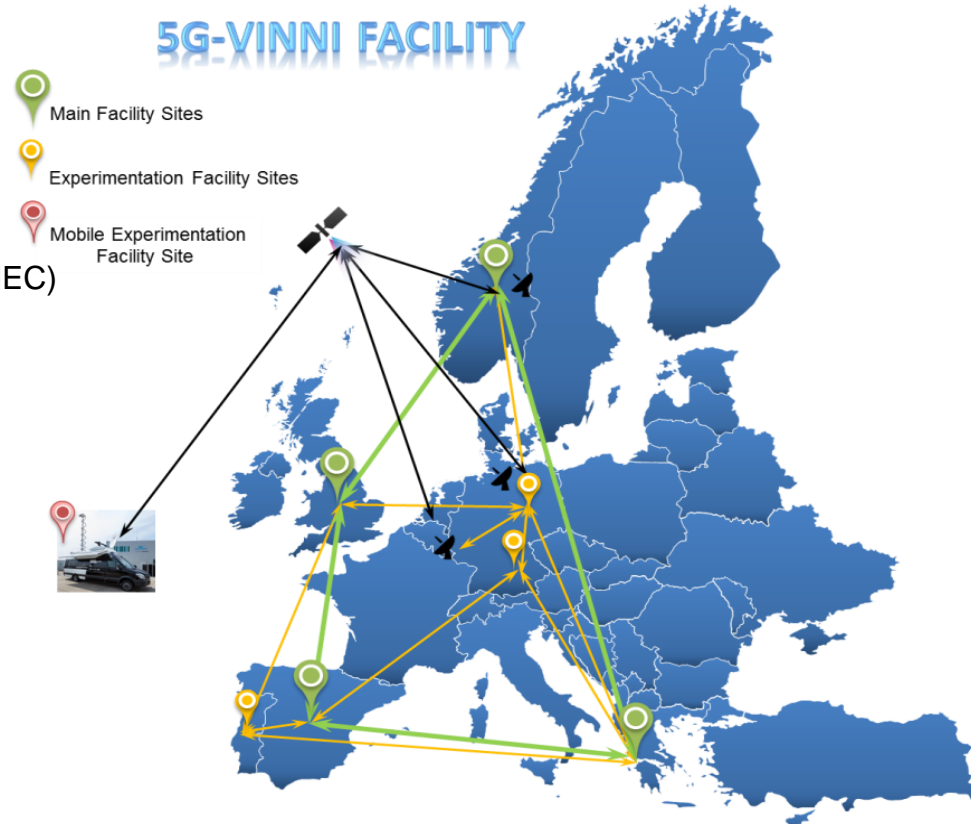 5G-VINNI FACILITY
Main Facility Sites
Experimentation Facility Sites
Mobile Experimentation
Facility Site
EC)